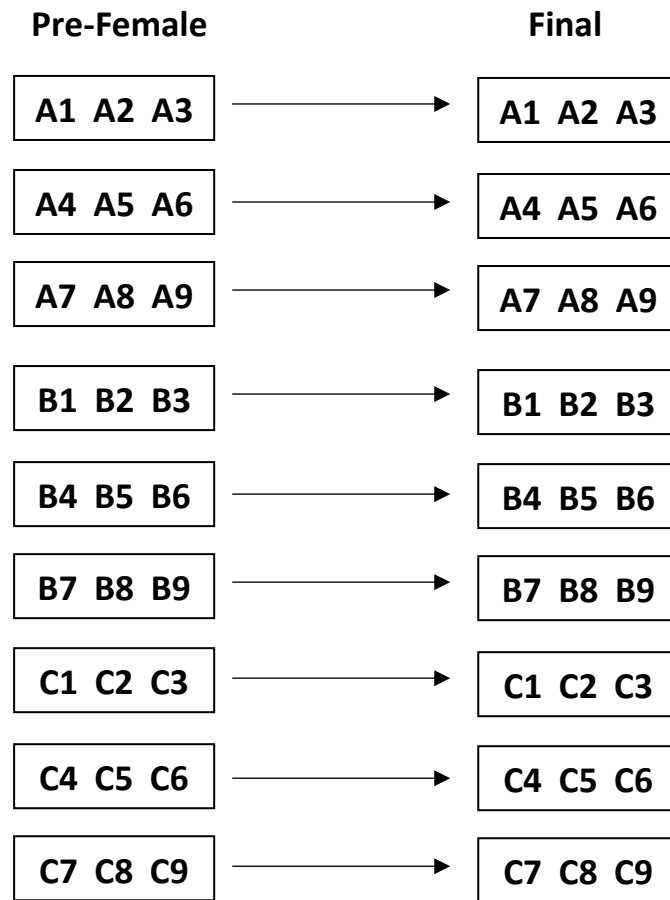 Pre-Female Final
A1 A2 A3 A1 A2 A3
A4 A5 A6 A4 A5 A6
A7 A8 A9 A7 A8 A9
B1 B2 B3 B1 B2 B3
B4 B5 B6 B4 B5 B6
B7 B8 B9 B7 B8 B9
C1 C2 C3 C1 C2 C3
C4 C5 C6 C4 C5 C6
C7 C8 C9 C7 C8 C9